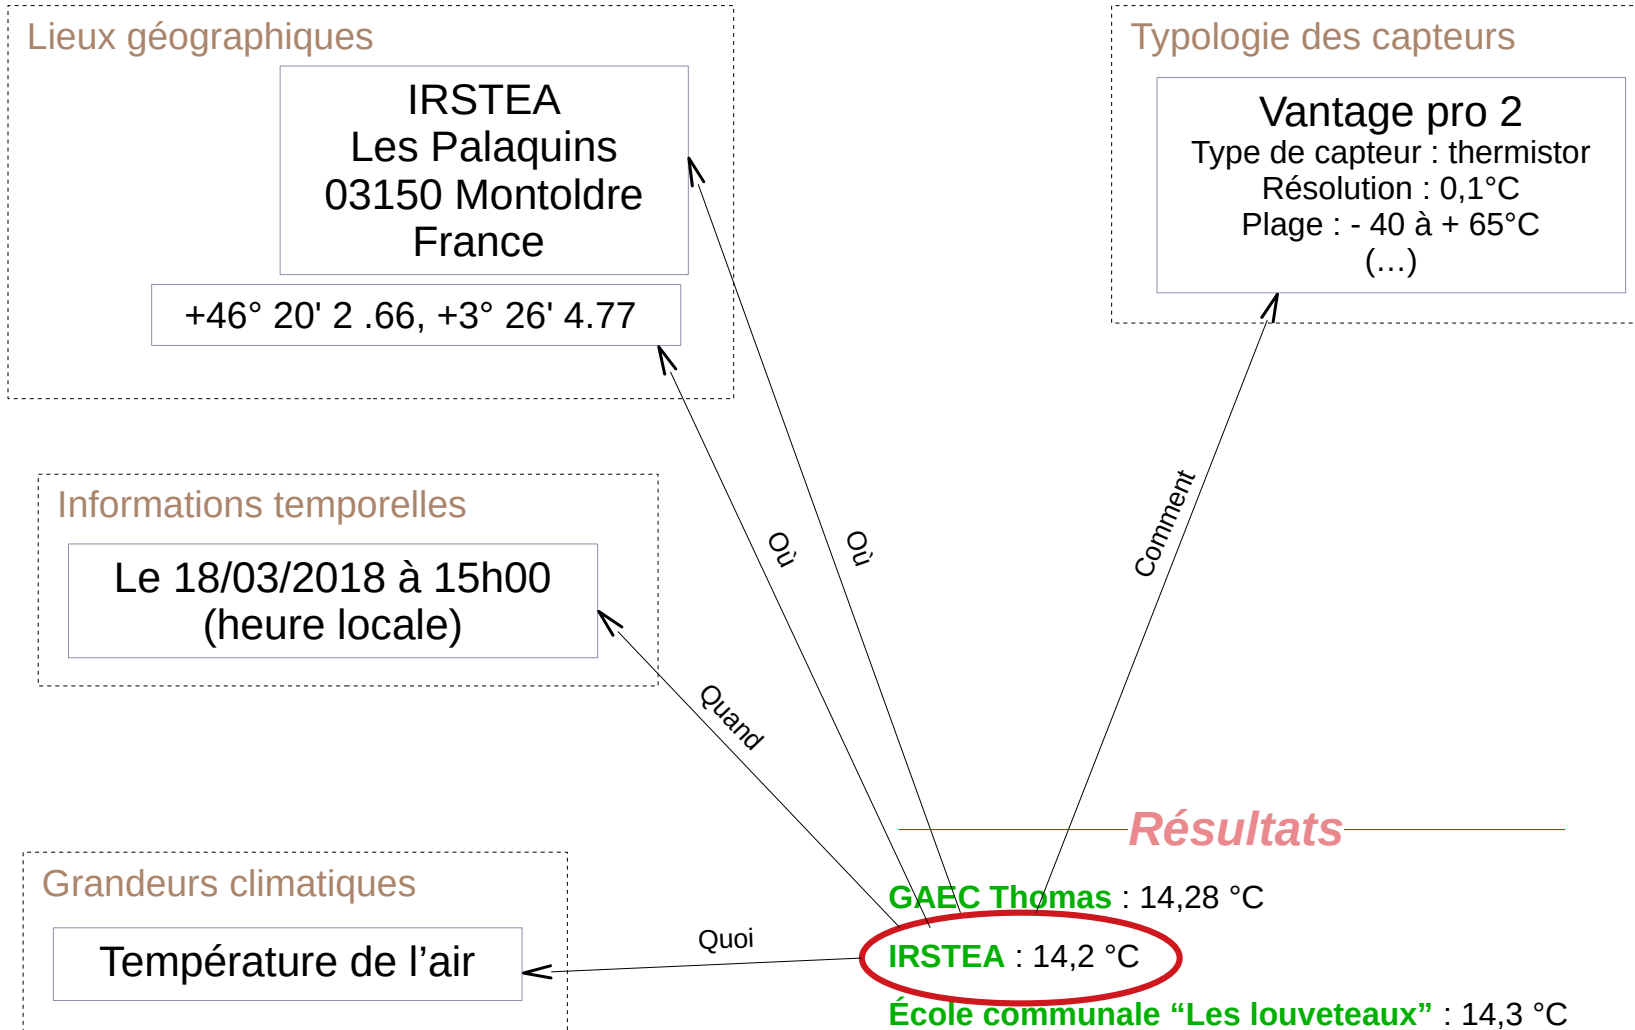 Lieux géographiques
IRSTEA
Les Palaquins
03150 Montoldre
France
+46° 20' 2 .66, +3° 26' 4.77
Typologie des capteurs
Vantage pro 2
Type de capteur : thermistor
Résolution : 0,1°C
Plage : - 40 à + 65°C
(…)
Informations temporelles
Le 18/03/2018 à 15h00
(heure locale)
Où
Où
Comment
Quand
Grandeurs climatiques
Température de l’air
Quoi
Résultats
GAEC Thomas : 14,28 °C
IRSTEA : 14,2 °C
École communale “Les louveteaux” : 14,3 °C